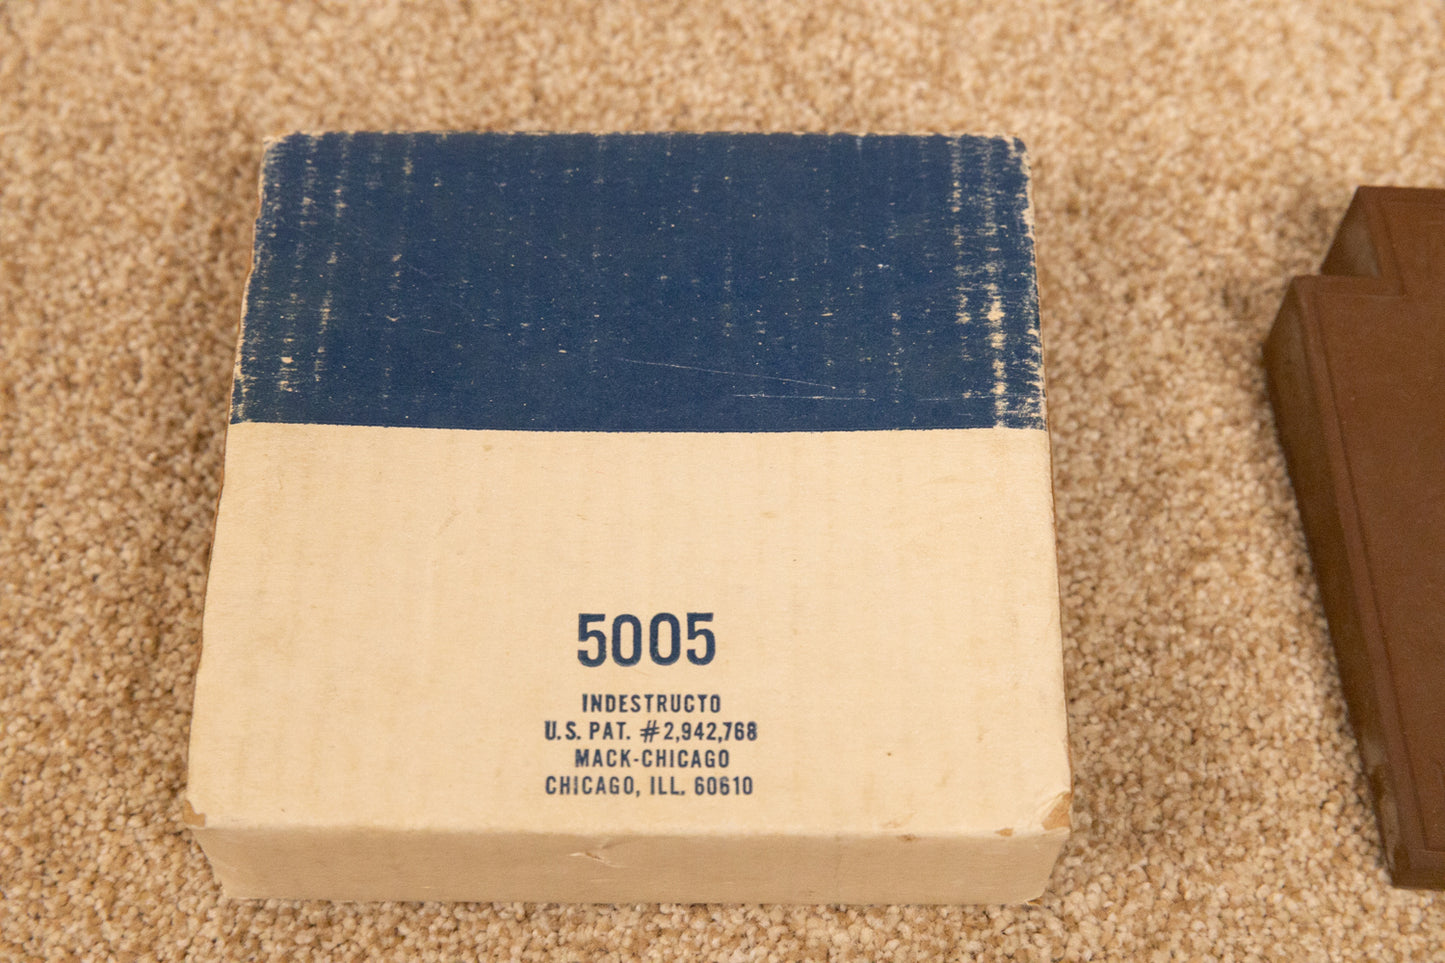 5005
INDESTRUCTO
U.S. PAT. #2,942,768
MACK-CHICAGO
CHICAGO, ILL. 60610